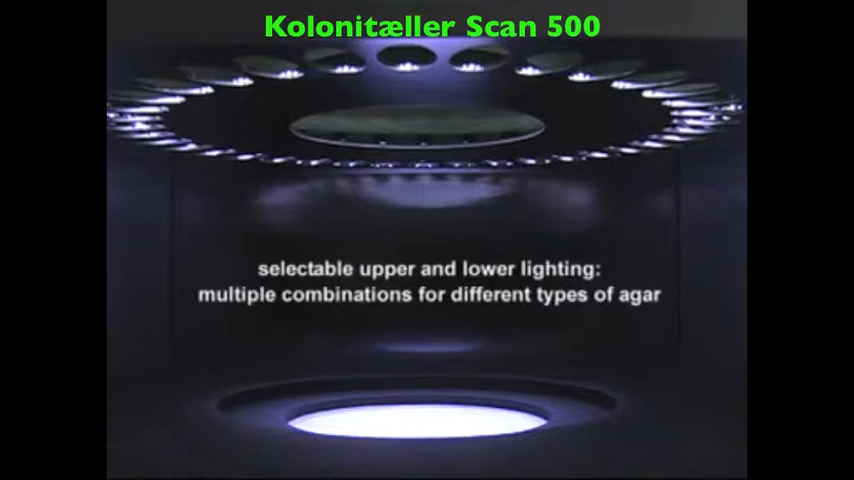 Kolonitæller Scan 500
selectable upper and lower lighting:
multiple combinations for different types of agar